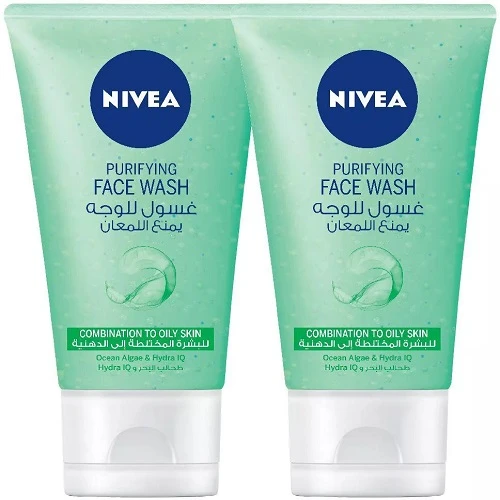 NIVEA
PURIFYING
FACE WASH
غسول للوجه
يمنع اللمعان
COMBINATION TO OILY SKIN
للبشرة المختلطة إلى الدهنية
Ocean Algae & Hydra IQ
طحالب البحر و Hydra IQ
NIVEA
PURIFYING
FACE WASH
غسول للوجه
يمنع اللمعان
COMBINATION TO OILY SKIN
للبشرة المختلطة إلى الدهنية
Ocean Algae & Hydra IQ
طحالب البحر و Hydra IQ